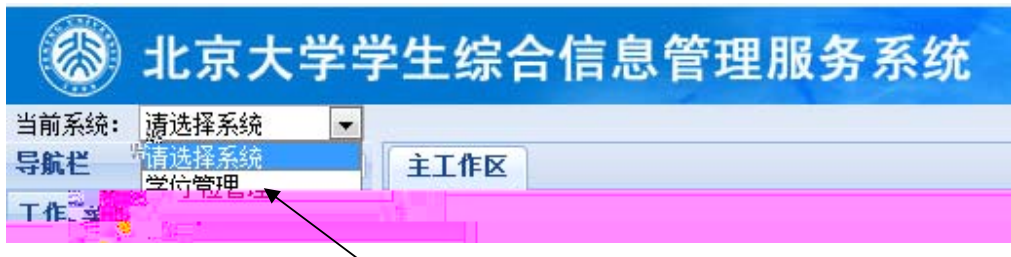 北京大学学生综合信息管理服务系统
当前系统： 请选择系统
请选择系统
导航栏 主工作区
学位管理
工作